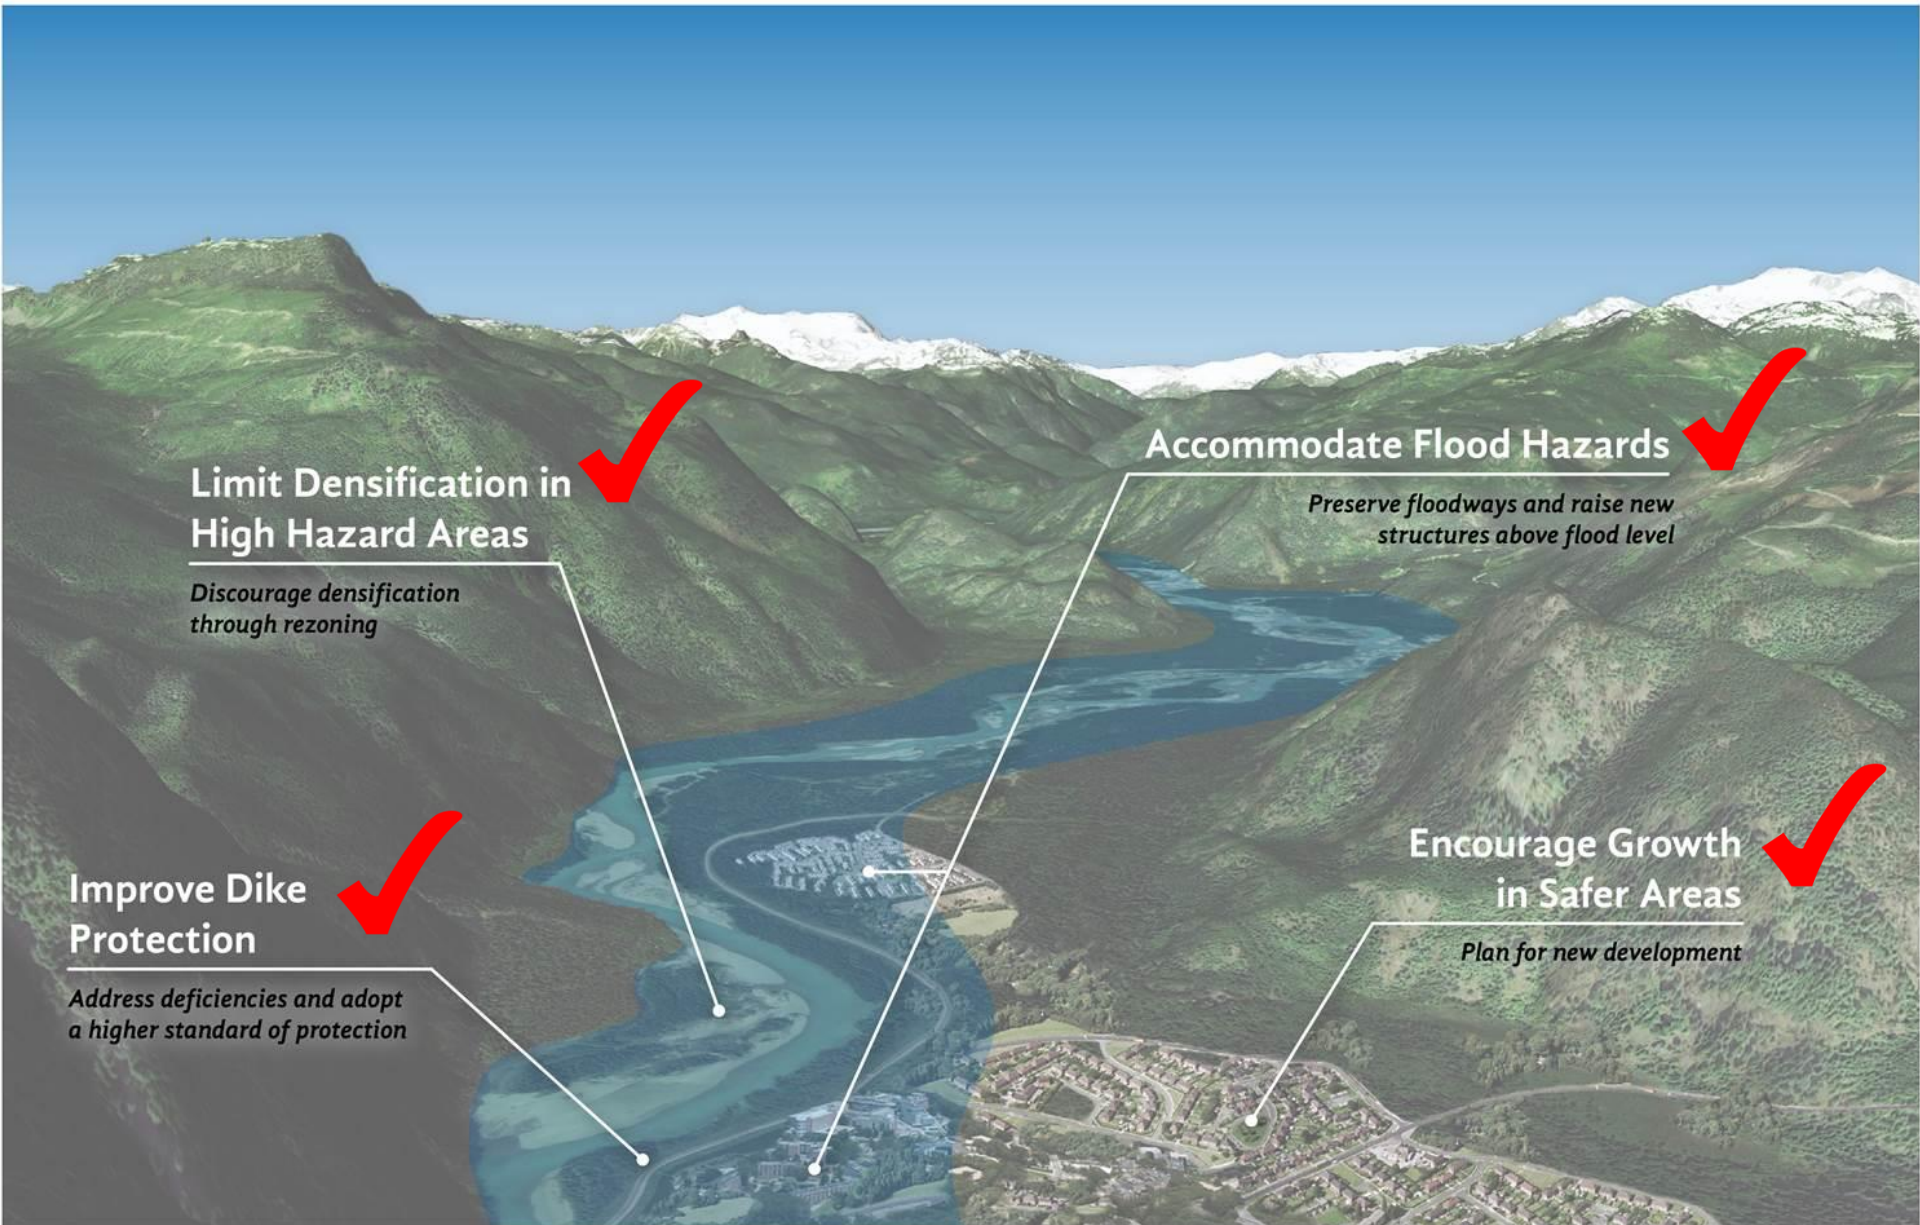 Limit Densification in
High Hazard Areas
Discourage densification
through rezoning
Accommodate Flood Hazards
Preserve floodways and raise new
structures above flood level
Improve Dike
Protection
Address deficiencies and adopt
a higher standard of protection
Encourage Growth
in Safer Areas
Plan for new development